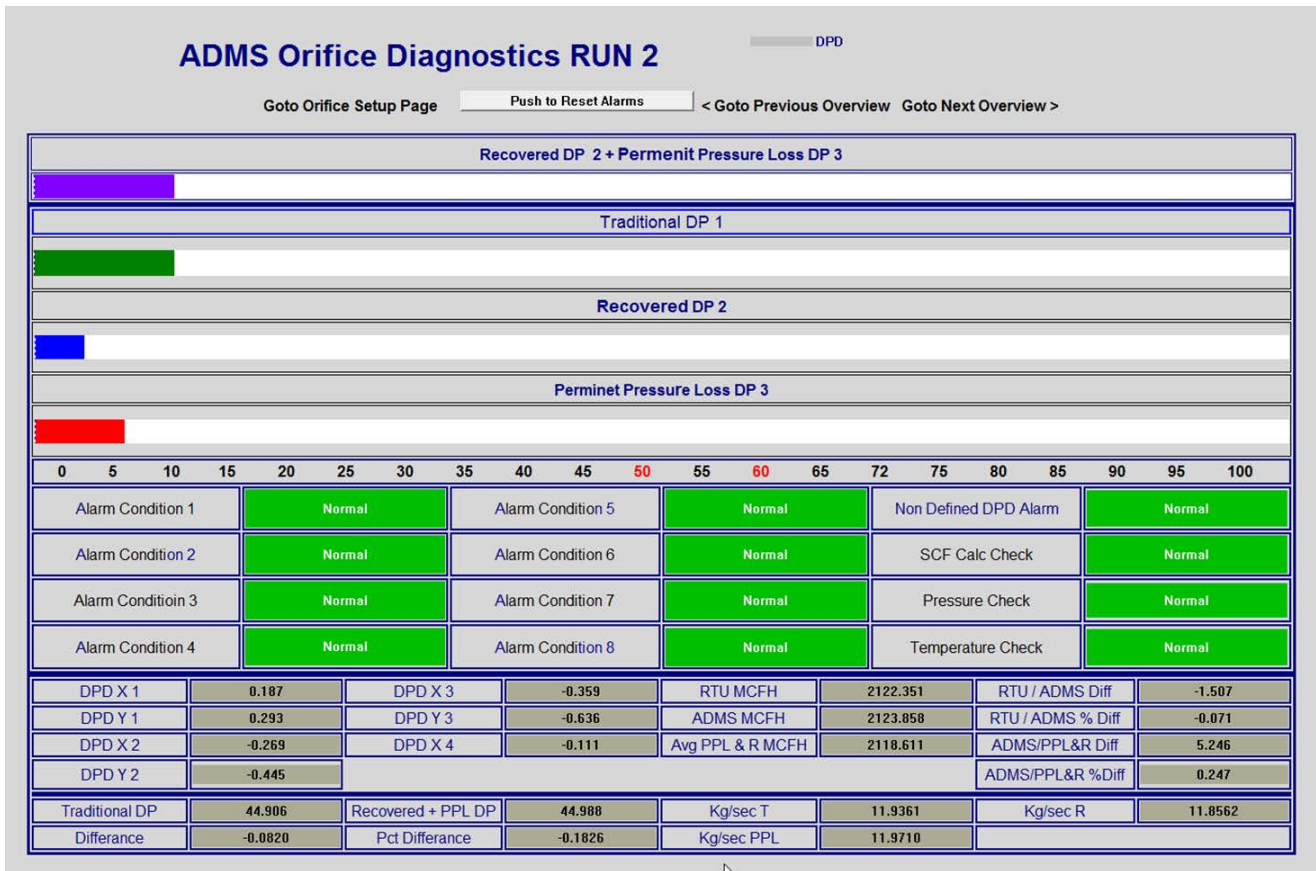 DPD
ADMS Orifice Diagnostics RUN 2
Goto Orifice Setup Page Push to Reset Alarms < Goto Previous Overview Goto Next Overview >
Recovered DP 2 + Permenit Pressure Loss DP 3
Traditional DP 1
Recovered DP 2
Perminet Pressure Loss DP 3
0 5 10 15 20 25 30 35 40 45 50 55 60 65 72 75 80 85 90 95 100
Alarm Condition 1 Normal Alarm Condition 5 Normal Non Defined DPD Alarm Normal
Alarm Condition 2 Normal Alarm Condition 6 Normal SCF Calc Check Normal
Alarm Conditioin 3 Normal Alarm Condition 7 Normal Pressure Check Normal
Alarm Condition 4 Normal Alarm Condition 8 Normal Temperature Check Normal
DPD X 1 0.187 DPD X 3 -0.359 RTU MCFH 2122.351 RTU / ADMS Diff -1.507
DPD Y 1 0.293 DPD Y 3 -0.636 ADMS MCFH 2123.858 RTU / ADMS % Diff -0.071
DPD X 2 -0.269 DPD X 4 -0.111 Avg PPL & R MCFH 2118.611 ADMS/PPL&R Diff 5.246
DPD Y 2 -0.445 ADMS/PPL&R %Diff 0.247
Traditional DP 44.906 Recovered + PPL DP 44.988 Kg/sec T 11.9361 Kg/sec R 11.8562
Differance -0.0820 Pct Differance -0.1826 Kg/sec PPL 11.9710